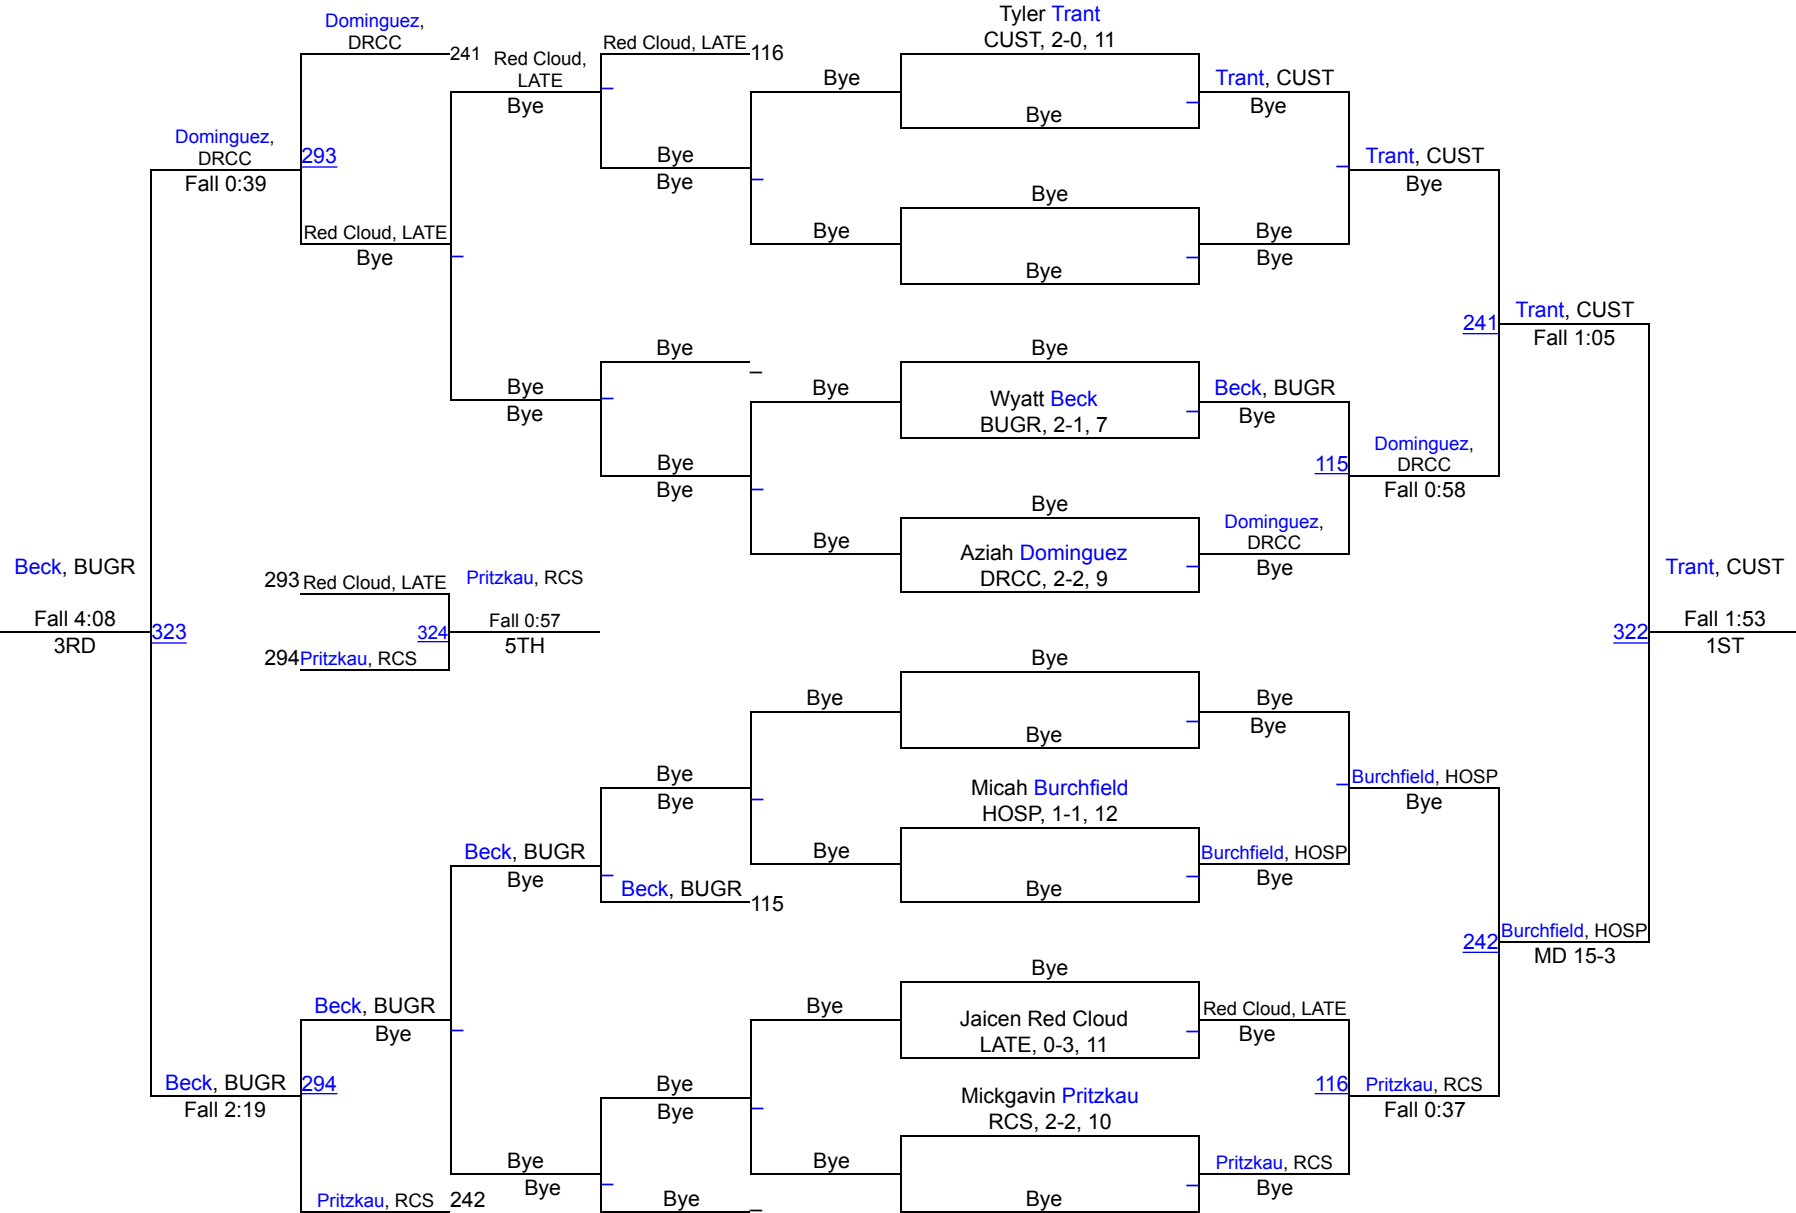 Tyler Trant
CUST, 2-0, 11
Dominguez,
DRCC
241
Red Cloud,
LATE
Bye
Red Cloud, LATE
116
Bye
Bye
Trant, CUST
Bye
Dominguez,
DRCC
Fall 0:39
293
Bye
Bye
Trant, CUST
Bye
Bye
Red Cloud, LATE
Bye
Bye
Bye
Bye
Bye
Trant, CUST
Fall 1:05
241
Bye
Bye
Bye
Bye
Bye
Wyatt Beck
BUGR, 2-1, 7
Beck, BUGR
Bye
Bye
Bye
115
Dominguez,
DRCC
Fall 0:58
Bye
Bye
Aziah Dominguez
DRCC, 2-2, 9
Dominguez,
DRCC
Bye
Beck, BUGR
Fall 4:08
3RD
323
293
Red Cloud, LATE
294
Pritzkau, RCS
324
Pritzkau, RCS
Fall 0:57
5TH
322
Trant, CUST
Fall 1:53
1ST
Bye
Bye
Bye
Bye
Bye
Bye
Bye
Micah Burchfield
HOSP, 1-1, 12
Burchfield, HOSP
Bye
Beck, BUGR
Bye
Bye
Burchfield, HOSP
Bye
Beck, BUGR
115
Bye
242
Burchfield, HOSP
MD 15-3
Bye
Beck, BUGR
Bye
Bye
Jaicen Red Cloud
LATE, 0-3, 11
Red Cloud, LATE
Bye
Beck, BUGR
Fall 2:19
294
Bye
Bye
Mickgavin Pritzkau
RCS, 2-2, 10
116
Pritzkau, RCS
Fall 0:37
Bye
Bye
Bye
Pritzkau, RCS
Bye
Pritzkau, RCS
242
Bye
Bye